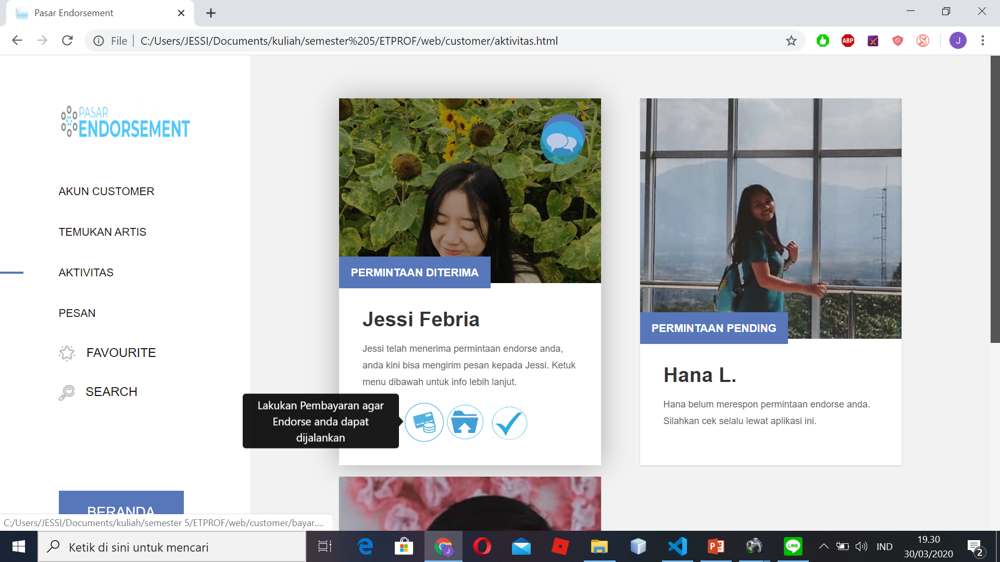 Pasar Endorsement
File
C:/Users/JESSI/Documents/kuliah/semester%205/ETPROF/web/customer/aktivitas.html
ABP
J
PASAR
ENDORSEMENT
AKUN CUSTOMER
TEMUKAN ARTIS
AKTIVITAS
PESAN
FAVOURITE
SEARCH
BERANDA
PERMINTAAN DITERIMA
Jessi Febria
Jessi telah menerima permintaan endorse anda,
anda kini bisa mengirim pesan kepada Jessi. Ketuk
menu dibawah untuk info lebih lanjut.
Lakukan Pembayaran agar
Endorse anda dapat
dijalankan
PERMINTAAN PENDING
Hana L.
Hana belum merespon permintaan endorse anda.
Silahkan cek selalu lewat aplikasi ini.
C:/Users/JESSI/Documents/kuliah/semester 5/ETPROF/web/customer/bayar....
Ketik di sini untuk mencari
J
LINE
IND
19.30
30/03/2020
2